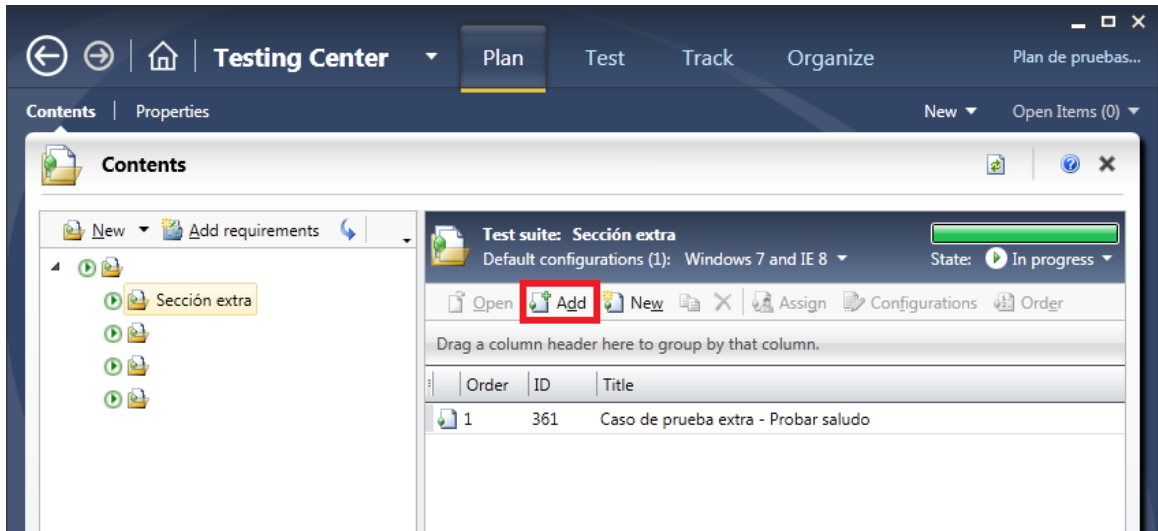 Testing Center Plan Test Track Organize Plan de pruebas...
Contents | Properties New Open Items (0)
Contents
New Add requirements
Test suite: Sección extra
Default configurations (1): Windows 7 and IE 8 State: In progress
Sección extra
Open Add New Assign Configurations Order
Drag a column header here to group by that column.
Order ID Title
1 361 Caso de prueba extra - Probar saludo